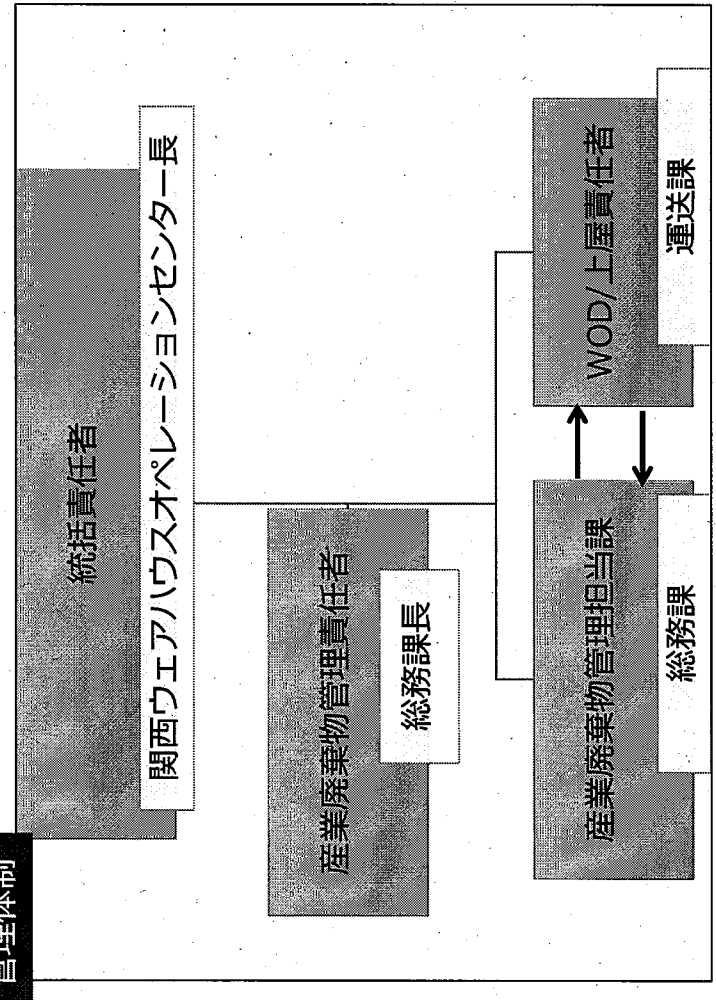 管理体制
統括責任者
関西ウェアハウスオペレーションセンター長
産業廃棄物管理責任者
総務課長
産業廃棄物管理担当課
総務課
WOD/上屋責任者
運送課